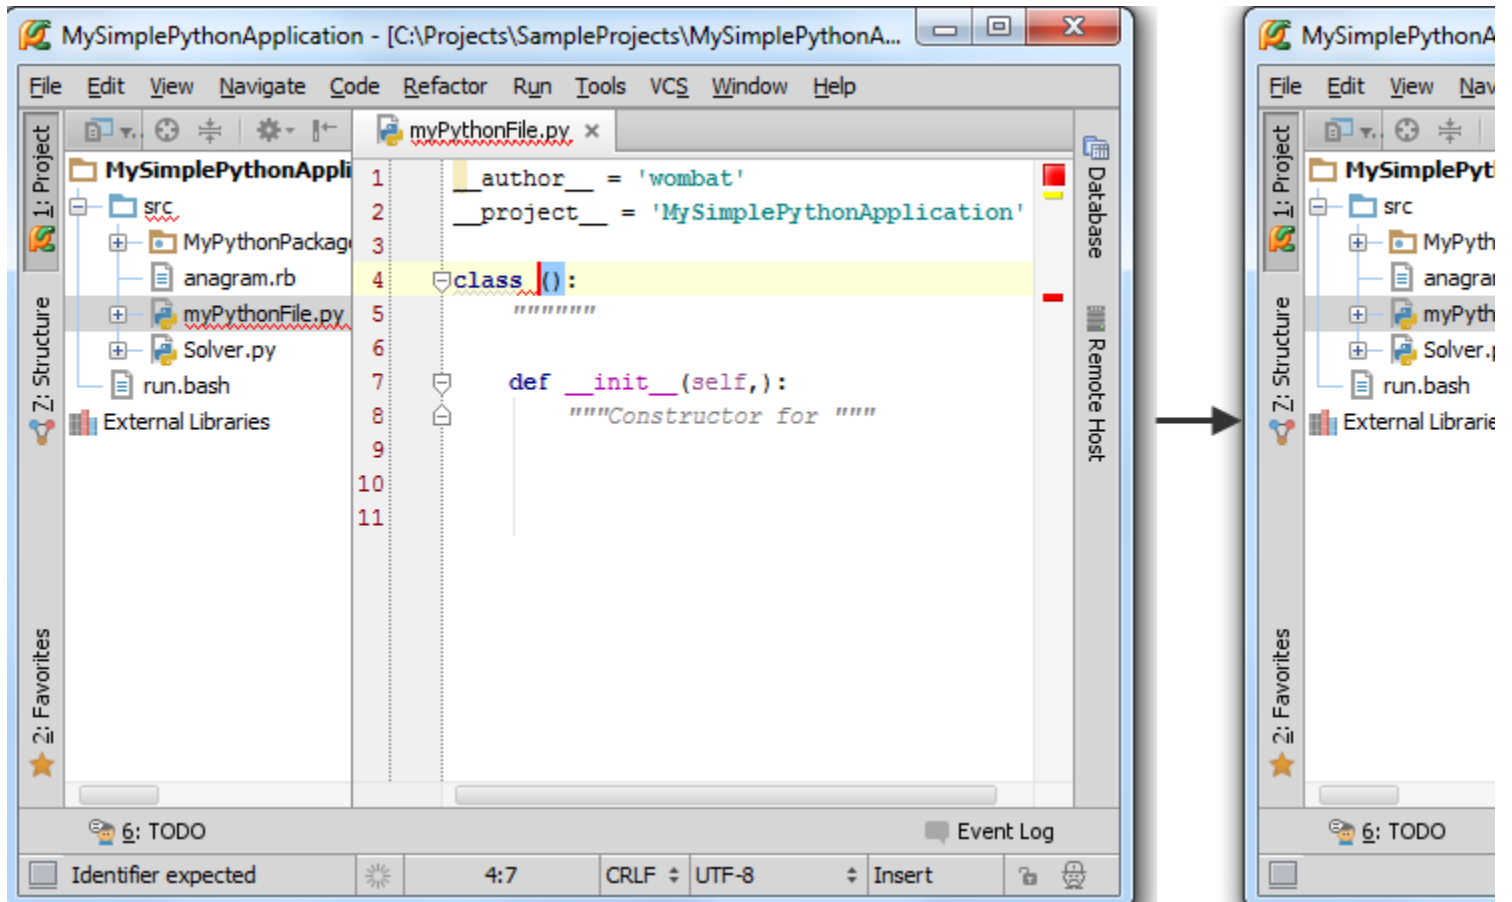 MySimplePythonApplication - [C:\Projects\SampleProjects\MySimplePythonA...
File Edit View Navigate Code Refactor Run Tools VCS Window Help
1: Project
7: Structure
2: Favorites
MySimplePythonAppli
src
MyPythonPackag
anagram.rb
myPythonFile.py
Solver.py
run.bash
External Libraries
myPythonFile.py
1 __author__ = 'wombat'
2 __project__ = 'MySimplePythonApplication'
3
4 class ():
5 """"""
6
7 def __init__(self,):
8 """Constructor for """
9
10
11
Database
Remote Host
6: TODO
Event Log
Identifier expected 4:7 CRLF UTF-8 Insert
MySimplePythonA
File Edit View Nav
1: Project
7: Structure
2: Favorites
MySimplePyt
src
MyPyth
anagra
myPyth
Solver.p
run.bash
External Librarie
6: TODO